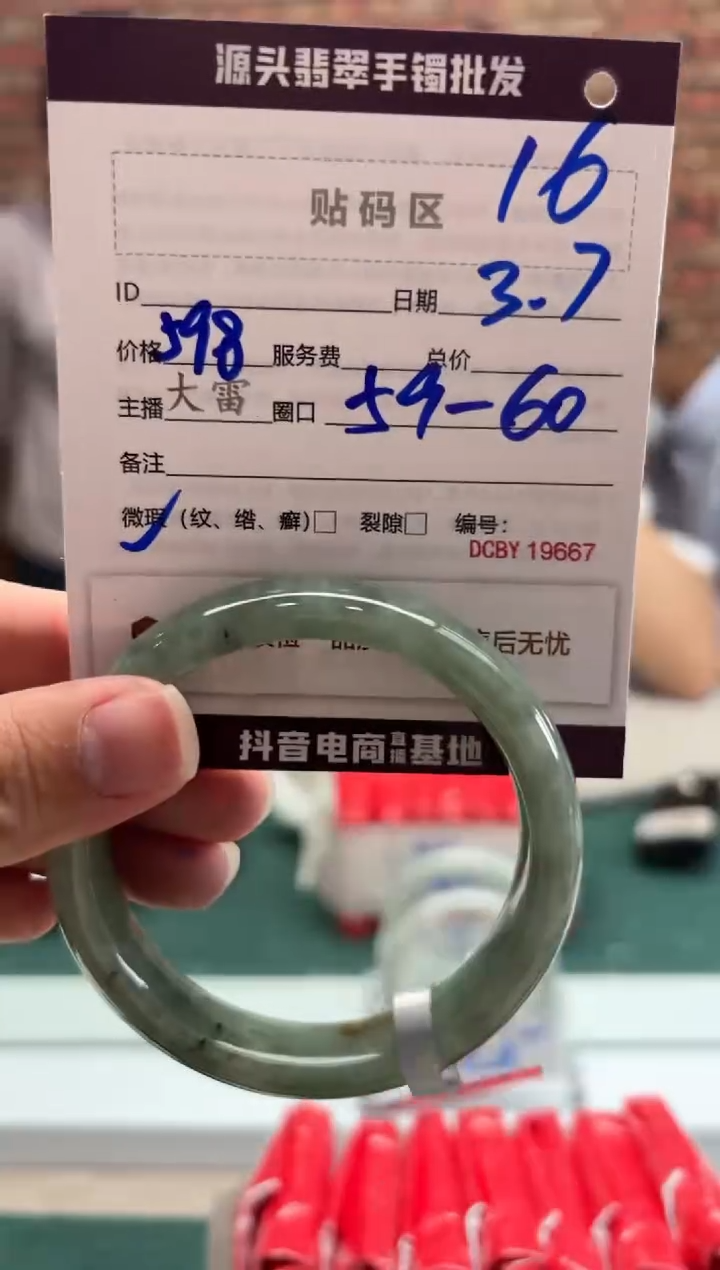 源头翡翠手镯批发
16
贴码区
ID 日期 3.7
价格 598 服务费 总价
主播 大雷 圈口 59-60
备注
微瑕（纹、绺、癣）□ 裂隙□ 编号：
DCBY 19667
后无忧
抖音电商直播基地